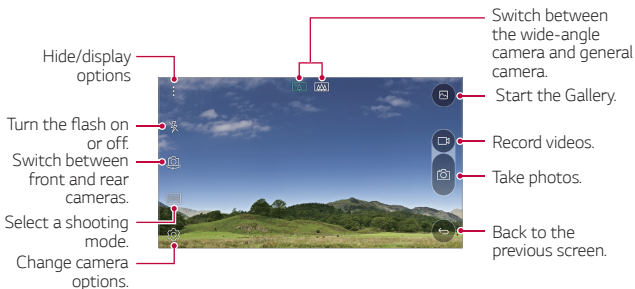 Hide/display
options
Turn the flash on
or off.
Switch between
front and rear
cameras.
Select a shooting
mode.
Change camera
options.
Switch between
the wide-angle
camera and general
camera.
Start the Gallery.
Record videos.
Take photos.
Back to the
previous screen.